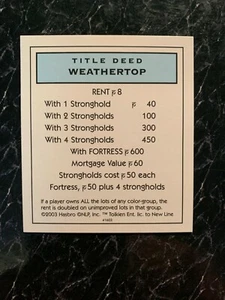 TITLE DEED
WEATHERTOP
RENT 8
With 1 Stronghold 40
With 2 Strongholds 100
With 3 Strongholds 300
With 4 Strongholds 450
With FORTRESS 600
Mortgage Value 60
Strongholds cost 50 each
Fortress, 50 plus 4 strongholds
If a player owns ALL the lots of any color-group, the
rent is doubled on unimproved lots in that group.
©2003 Hasbro ©NLP, Inc. ™ Tolkien Ent. lic to New Line